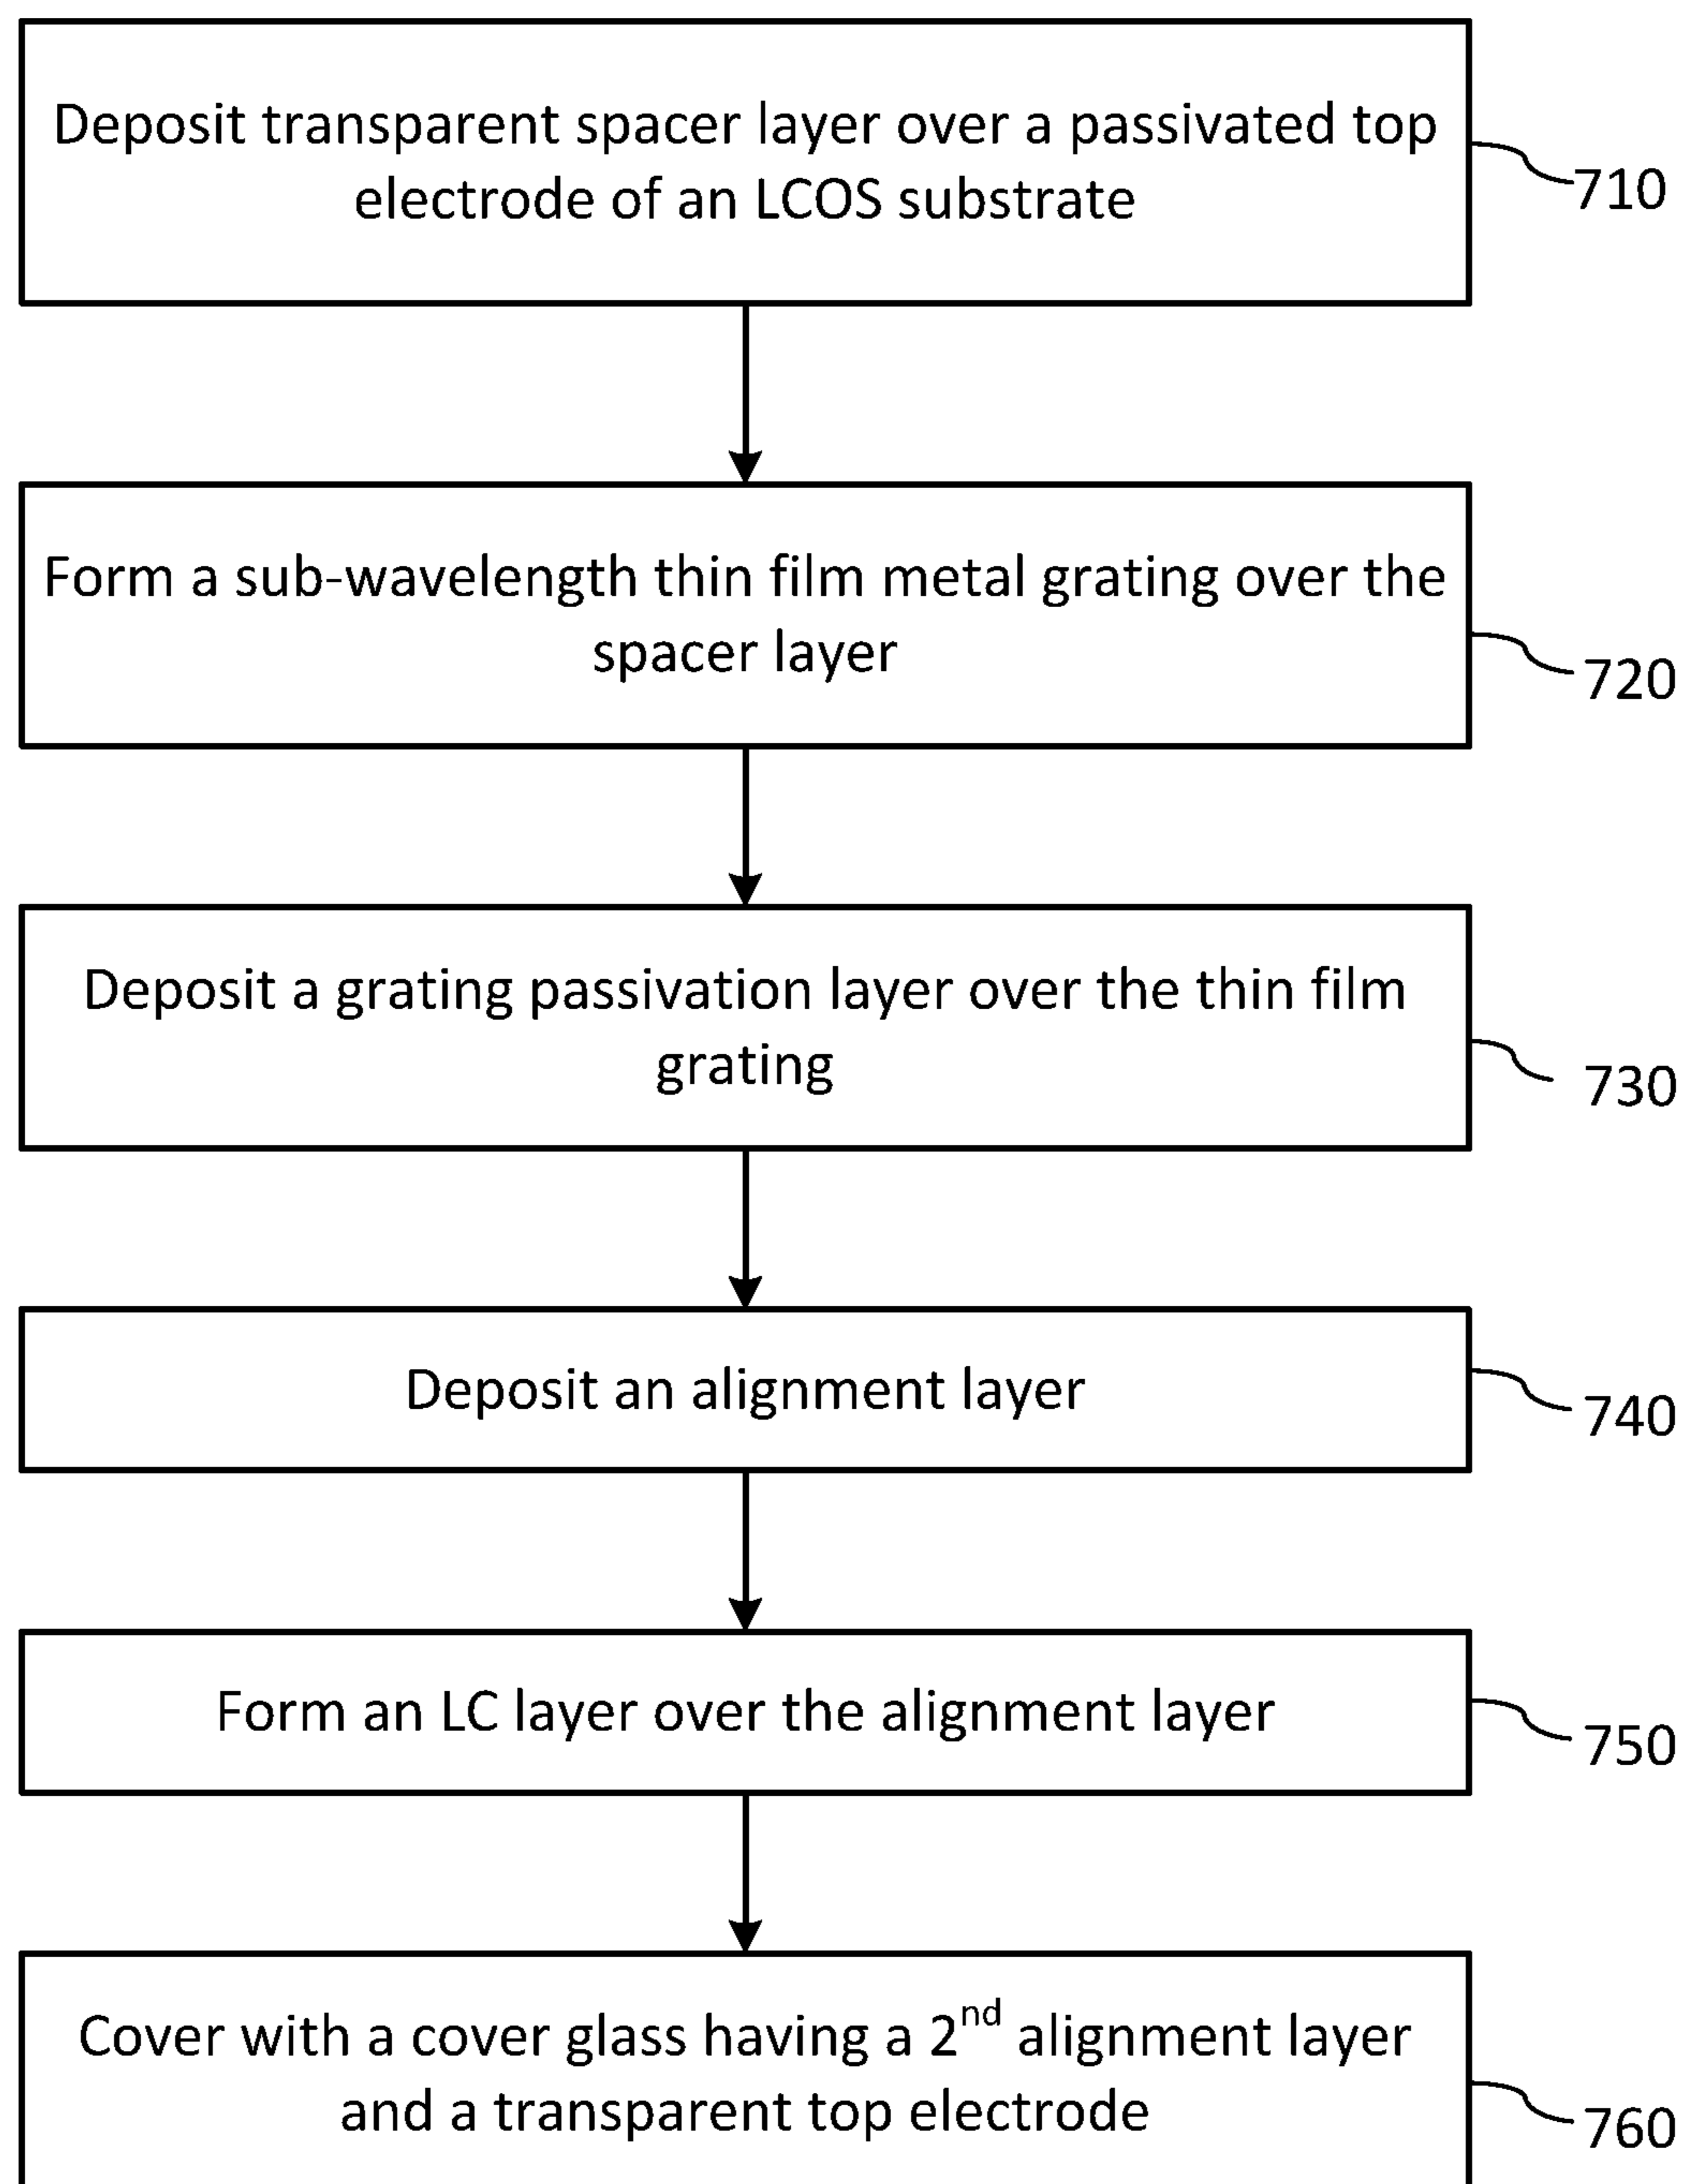 Deposit transparent spacer layer over a passivated top
electrode of an LCOS substrate
710
Form a sub-wavelength thin film metal grating over the
spacer layer
720
Deposit a grating passivation layer over the thin film
grating
730
Deposit an alignment layer
740
Form an LC layer over the alignment layer
750
Cover with a cover glass having a 2nd alignment layer
and a transparent top electrode
760